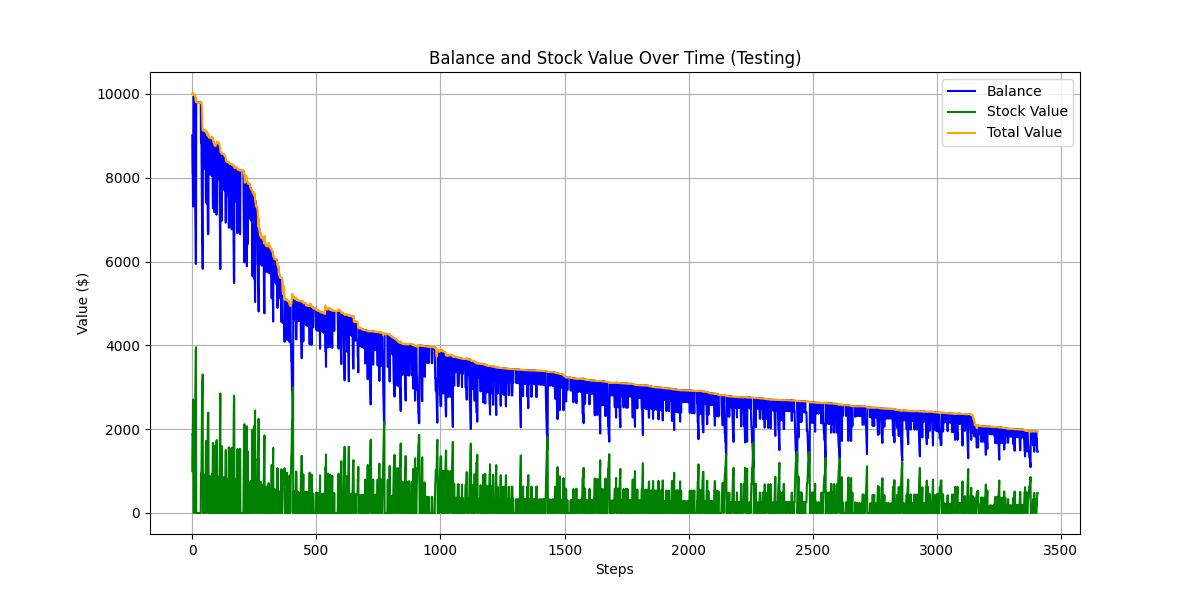 Balance and Stock Value Over Time (Testing)
Balance
Stock Value
Total Value
Value ($)
10000
8000
6000
4000
2000
0
0 500 1000 1500 2000 2500 3000 3500
Steps